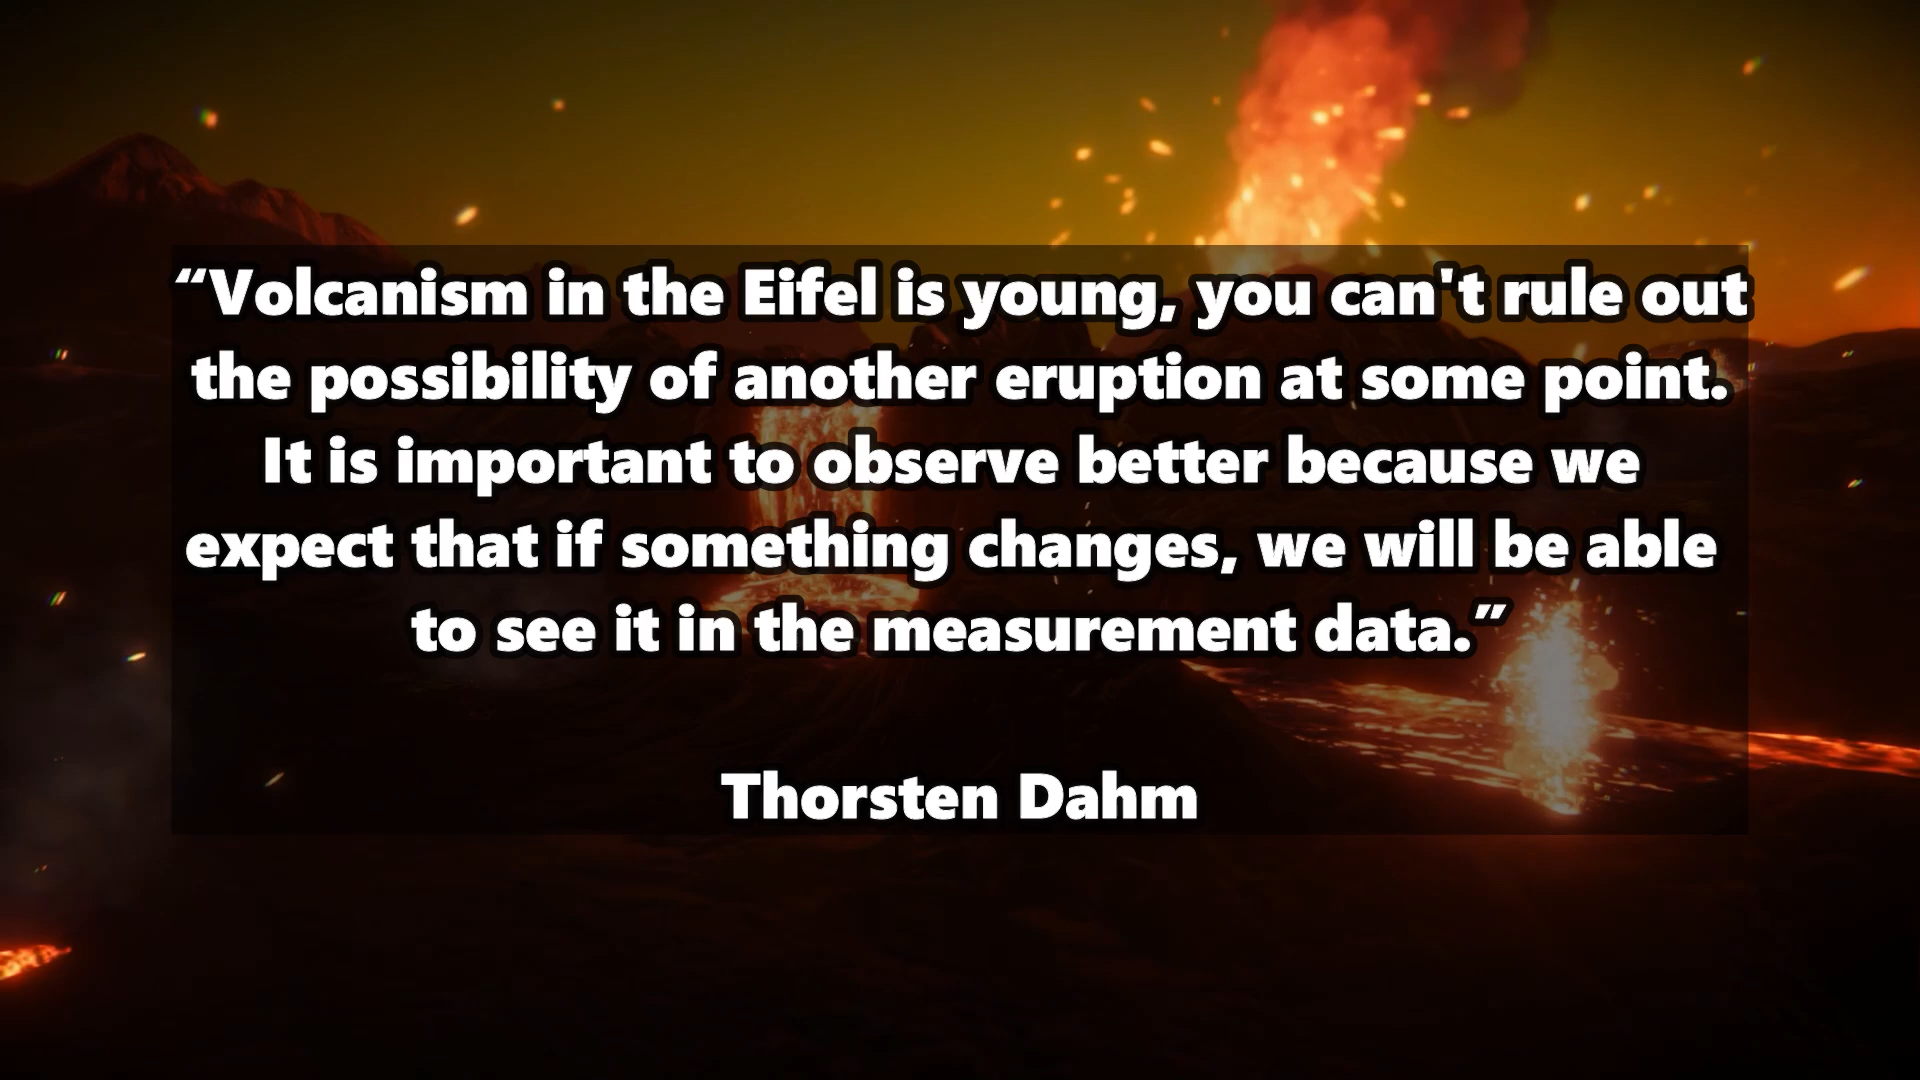 “Volcanism in the Eifel is young, you can't rule out
the possibility of another eruption at some point.
It is important to observe better because we
expect that if something changes, we will be able
to see it in the measurement data.”
Thorsten Dahm